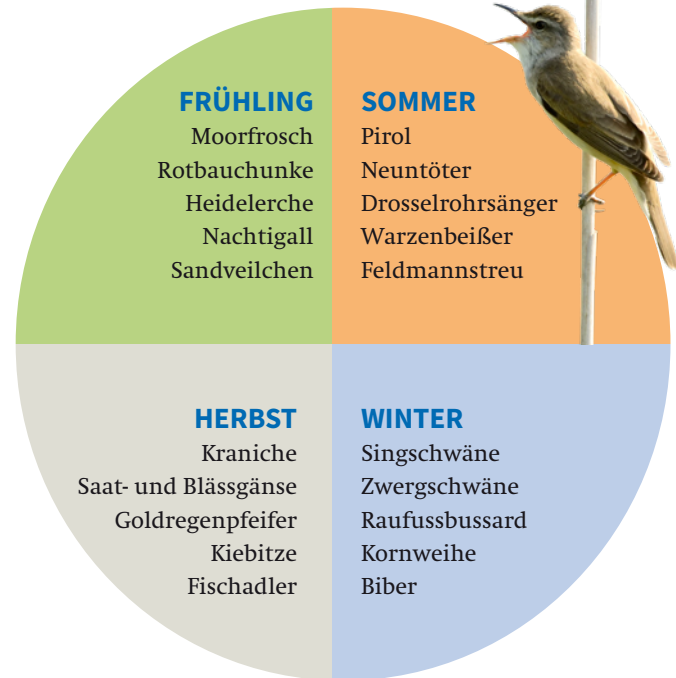 FRÜHLING
Moorfrosch
Rotbauchunke
Heidelerche
Nachtigall
Sandveilchen
SOMMER
Pirol
Neuntöter
Drosselrohrsänger
Warzenbeißer
Feldmannstreu
HERBST
Kraniche
Saat- und Blässgänse
Goldregenpfeifer
Kiebitze
Fischadler
WINTER
Singschwäne
Zwergschwäne
Raufussbussard
Kornweihe
Biber